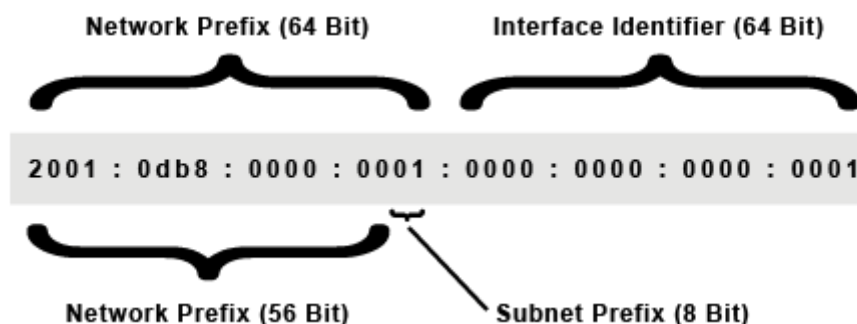 Network Prefix (64 Bit) Interface Identifier (64 Bit)
2001 : 0db8 : 0000 : 0001 : 0000 : 0000 : 0000 : 0001
Network Prefix (56 Bit) Subnet Prefix (8 Bit)